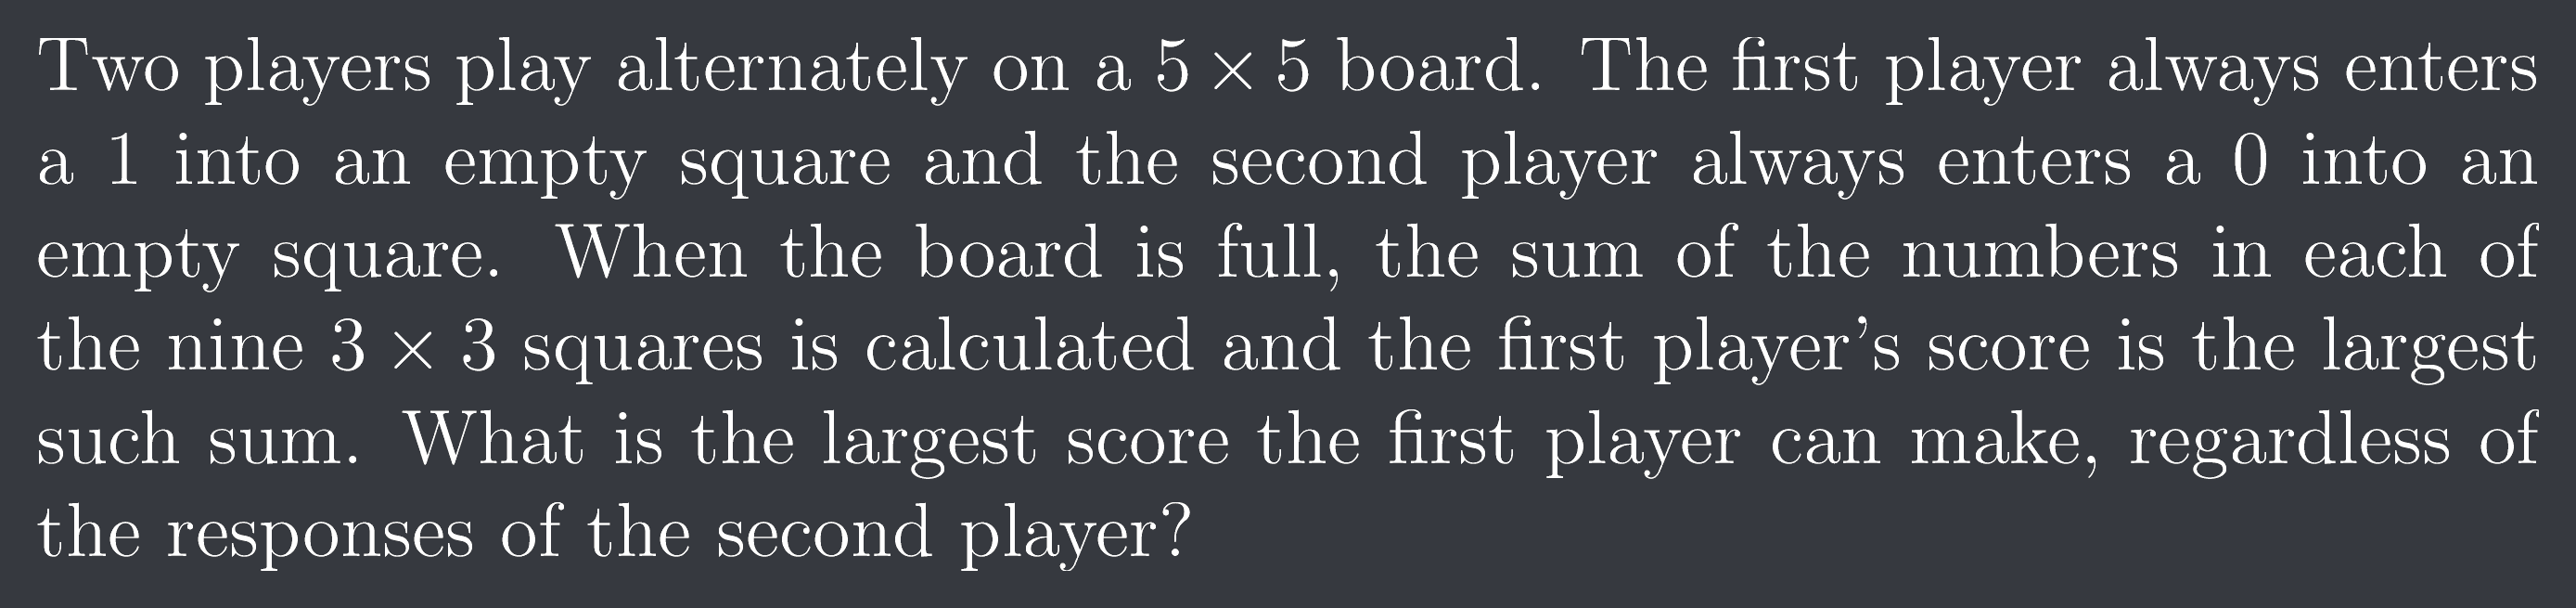 Two players play alternately on a 5 × 5 board. The first player always enters
a 1 into an empty square and the second player always enters a 0 into an
empty square. When the board is full, the sum of the numbers in each of
the nine 3 × 3 squares is calculated and the first player's score is the largest
such sum. What is the largest score the first player can make, regardless of
the responses of the second player?